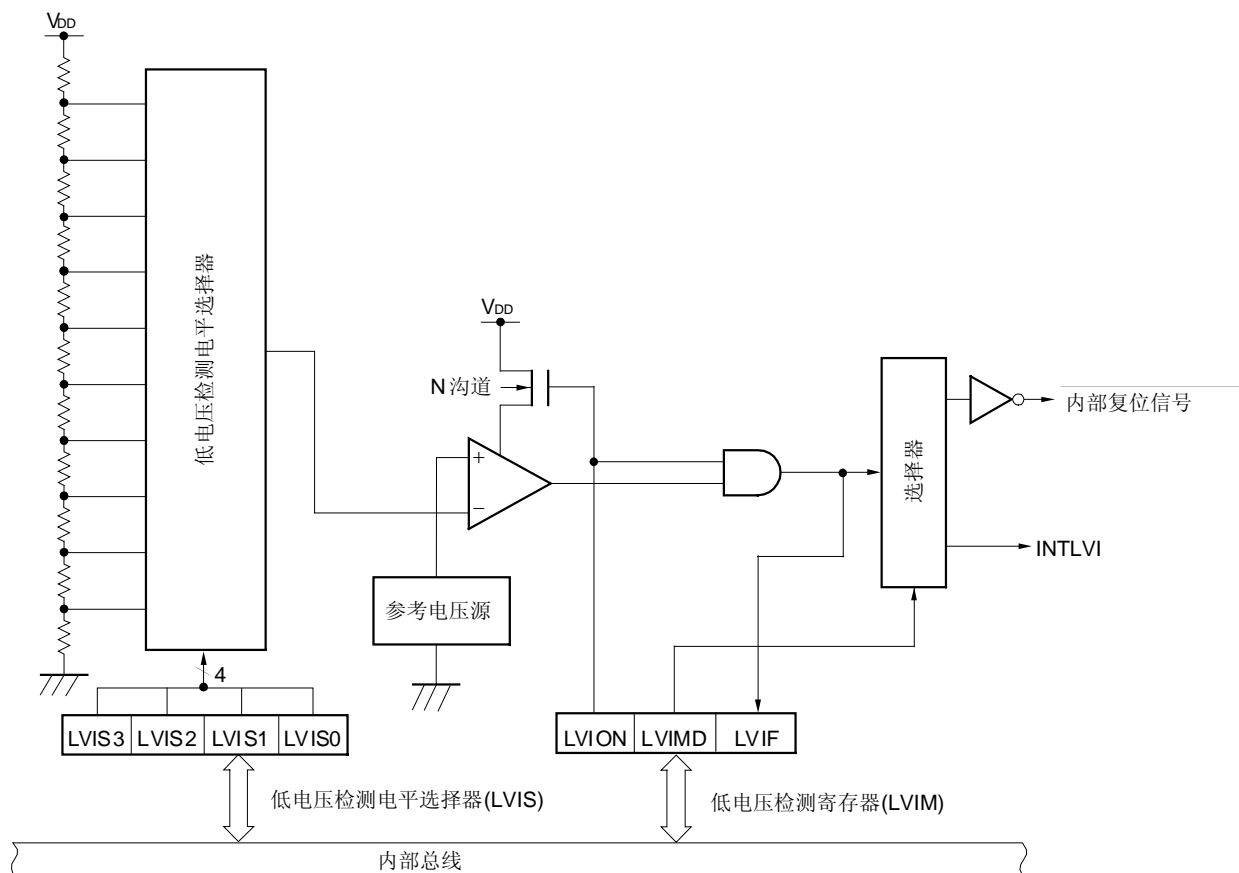 VDD
低电压检测电平选择器
VDD
N沟道
+
−
参考电压源
选择器
内部复位信号
INTLVI
4
LVIS3 LVIS2 LVIS1 LVIS0
LVION LVIMD LVIF
低电压检测电平选择器(LVIS)
低电压检测寄存器(LVIM)
内部总线